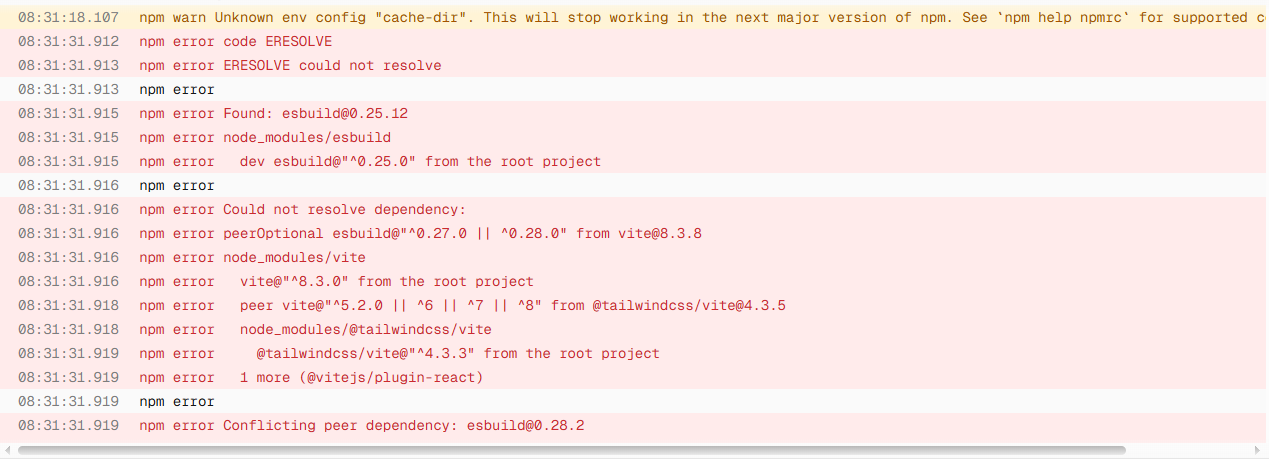 08:31:18.107 npm warn Unknown env config "cache-dir". This will stop working in the next major version of npm. See `npm help npmrc` for supported
08:31:31.912 npm error code ERESOLVE
08:31:31.913 npm error ERESOLVE could not resolve
08:31:31.913 npm error
08:31:31.915 npm error Found: esbuild@0.25.12
08:31:31.915 npm error node_modules/esbuild
08:31:31.915 npm error   dev esbuild@"^0.25.0" from the root project
08:31:31.916 npm error
08:31:31.916 npm error Could not resolve dependency:
08:31:31.916 npm error peerOptional esbuild@"^0.27.0 || ^0.28.0" from vite@8.3.8
08:31:31.916 npm error node_modules/vite
08:31:31.916 npm error   vite@"^8.3.0" from the root project
08:31:31.918 npm error   peer vite@"^5.2.0 || ^6 || ^7 || ^8" from @tailwindcss/vite@4.3.5
08:31:31.918 npm error   node_modules/@tailwindcss/vite
08:31:31.919 npm error     @tailwindcss/vite@"^4.3.3" from the root project
08:31:31.919 npm error   1 more (@vitejs/plugin-react)
08:31:31.919 npm error
08:31:31.919 npm error Conflicting peer dependency: esbuild@0.28.2